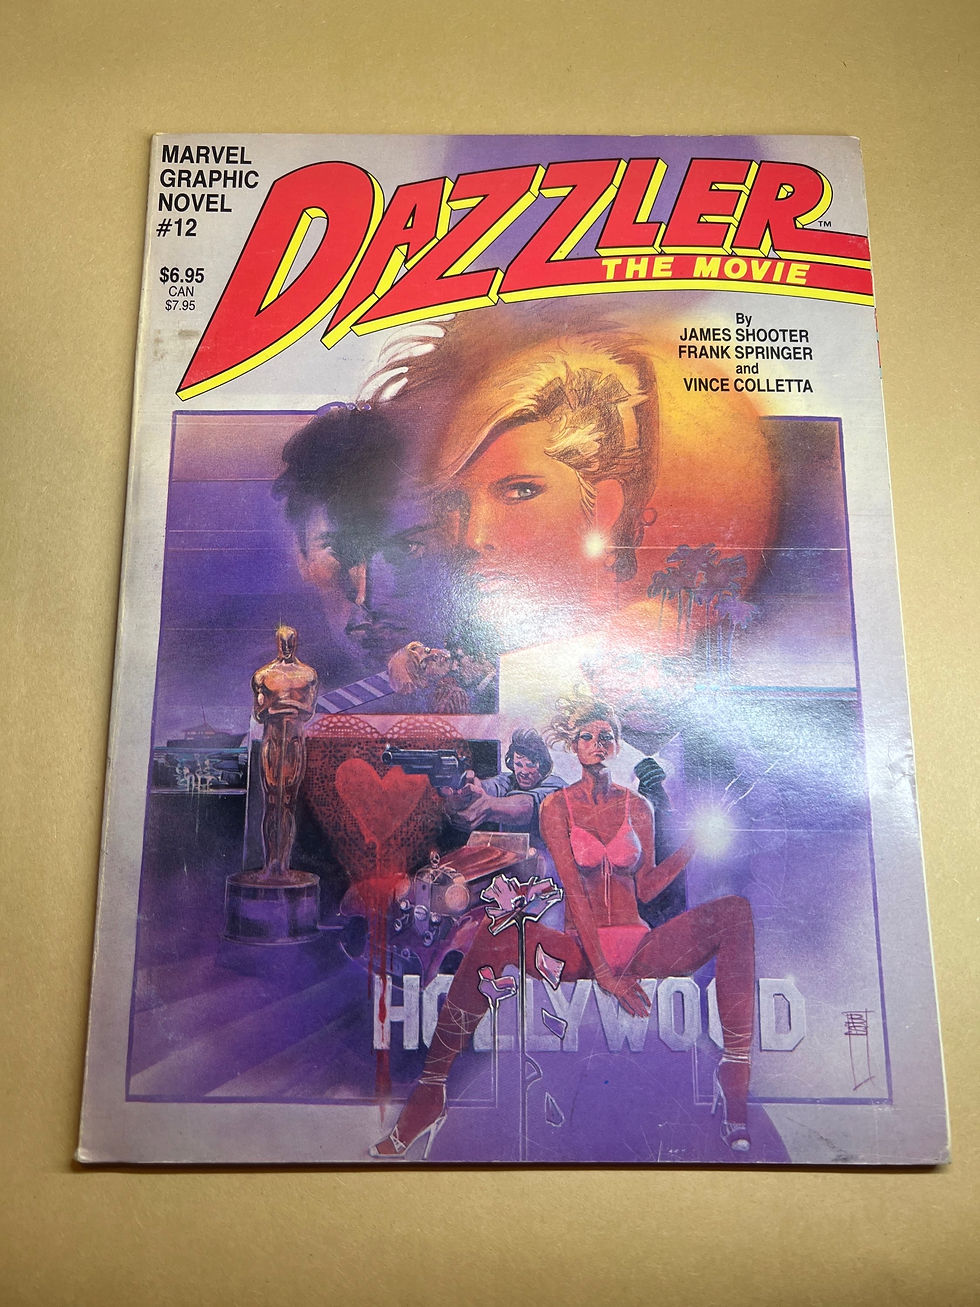 MARVEL
GRAPHIC
NOVEL
#12
$6.95
CAN
$7.95
DAZZLER™
THE MOVIE
By
JAMES SHOOTER
FRANK SPRINGER
and
VINCE COLLETTA
HOLLYWOOD